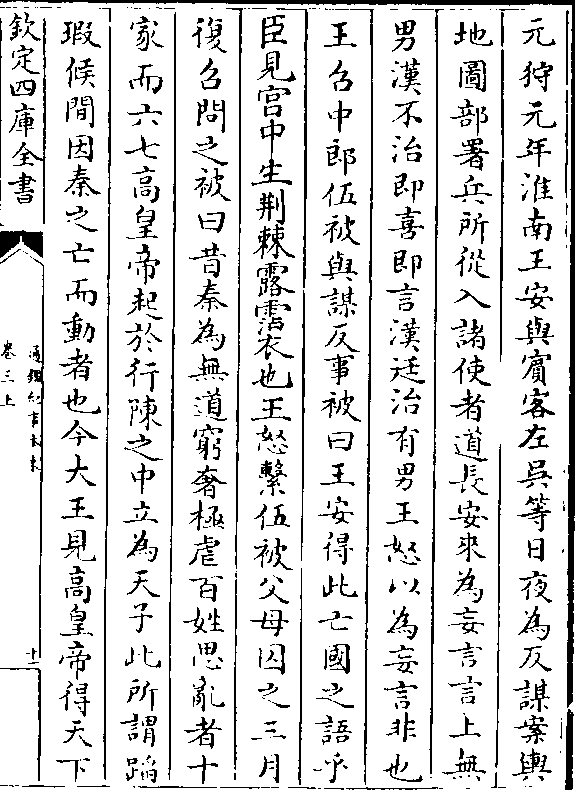 元狩元年淮南王安與賓客左吳等日夜為反謀案輿
地圖部署兵所從入諸使者道長安來為妄言言上無
男漢不治即喜即言漢廷治有男王怒以為妄言非也
王召中郎伍被與謀反事被曰王安得此亡國之語乎
臣見宫中生荆棘露霑衣也王怒繫伍被父母囚之三月
復召問之被曰昔秦為無道窮奢極虐百姓思亂者十
家而六七高皇帝起於行陳之中立為天子此所謂蹈
瑕候間因秦之亡而動者也今大王見高皇帝得天下
欽定四庫全書
通鑑紀事本末
卷三上
十一